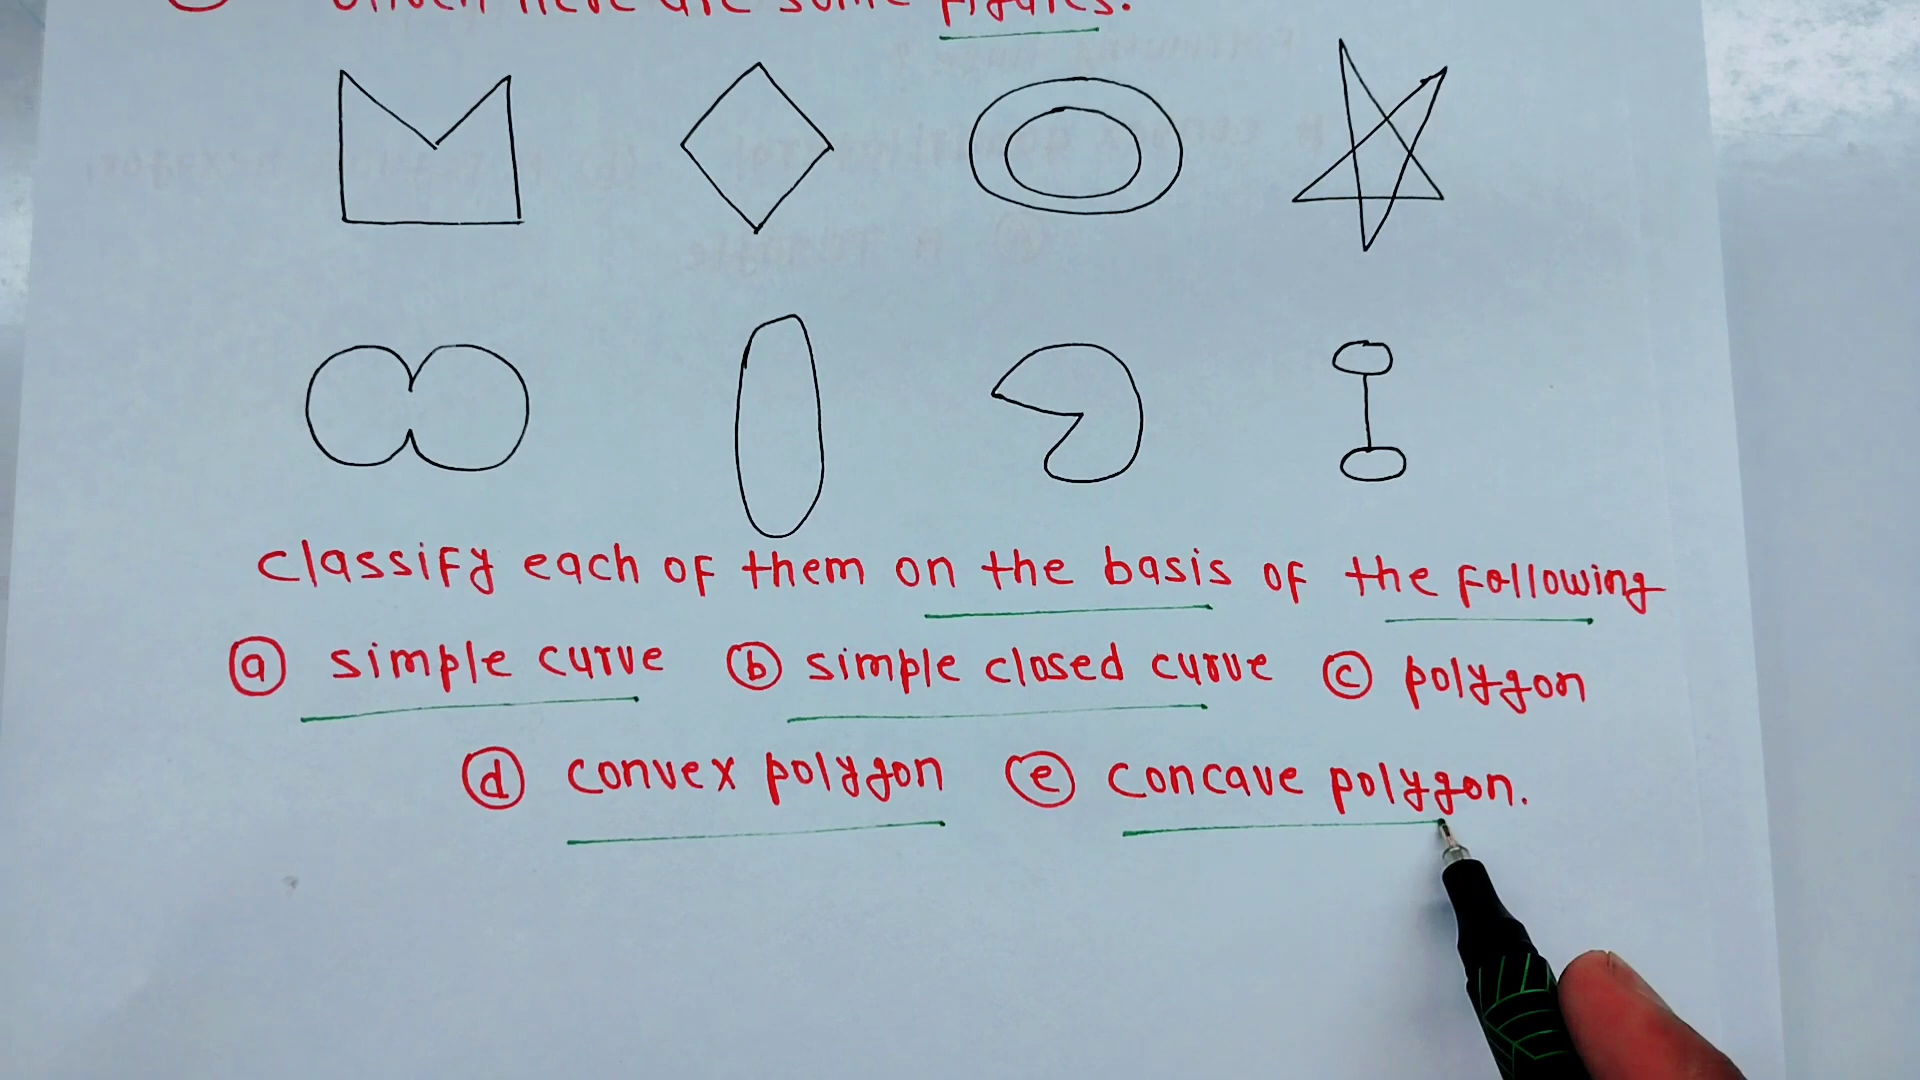 figures.
classify each of them on the basis of the following
ⓐ simple curve ⓑ simple closed curve ⓒ polygon
ⓓ convex polygon ⓔ concave polygon.